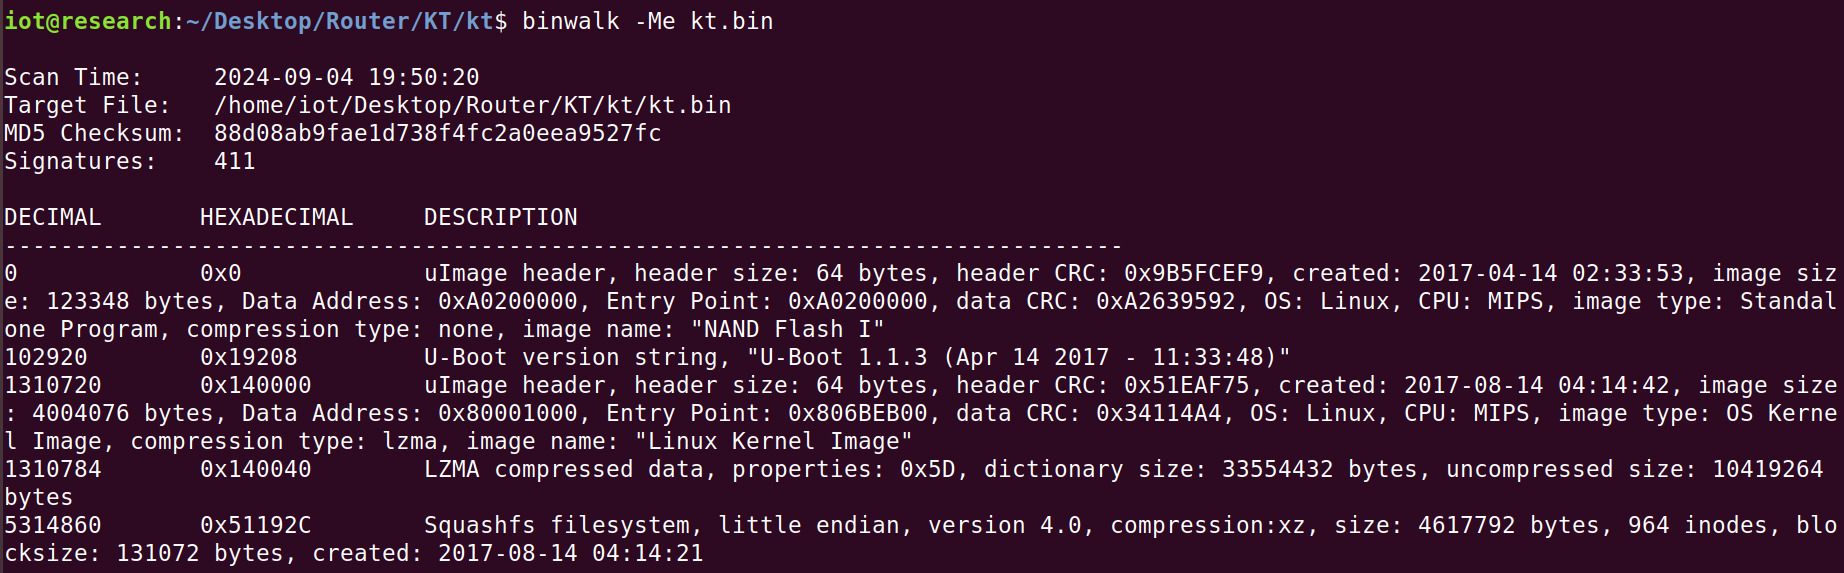 iot@research:~/Desktop/Router/KT/kt$ binwalk -Me kt.bin
Scan Time:     2024-09-04 19:50:20
Target File:   /home/iot/Desktop/Router/KT/kt/kt.bin
MD5 Checksum:  88d08ab9fae1d738f4fc2a0eea9527fc
Signatures:    411
DECIMAL       HEXADECIMAL     DESCRIPTION
--------------------------------------------------------------------------------
0             0x0             uImage header, header size: 64 bytes, header CRC: 0x9B5FCEF9, created: 2017-04-14 02:33:53, image siz
e: 123348 bytes, Data Address: 0xA0200000, Entry Point: 0xA0200000, data CRC: 0xA2639592, OS: Linux, CPU: MIPS, image type: Standal
one Program, compression type: none, image name: "NAND Flash I"
102920        0x19208         U-Boot version string, "U-Boot 1.1.3 (Apr 14 2017 - 11:33:48)"
1310720       0x140000        uImage header, header size: 64 bytes, header CRC: 0x51EAF75, created: 2017-08-14 04:14:42, image size
: 4004076 bytes, Data Address: 0x80001000, Entry Point: 0x806BEB00, data CRC: 0x34114A4, OS: Linux, CPU: MIPS, image type: OS Kerne
l Image, compression type: lzma, image name: "Linux Kernel Image"
1310784       0x140040        LZMA compressed data, properties: 0x5D, dictionary size: 33554432 bytes, uncompressed size: 10419264
bytes
5314860       0x51192C        Squashfs filesystem, little endian, version 4.0, compression:xz, size: 4617792 bytes, 964 inodes, blo
cksize: 131072 bytes, created: 2017-08-14 04:14:21